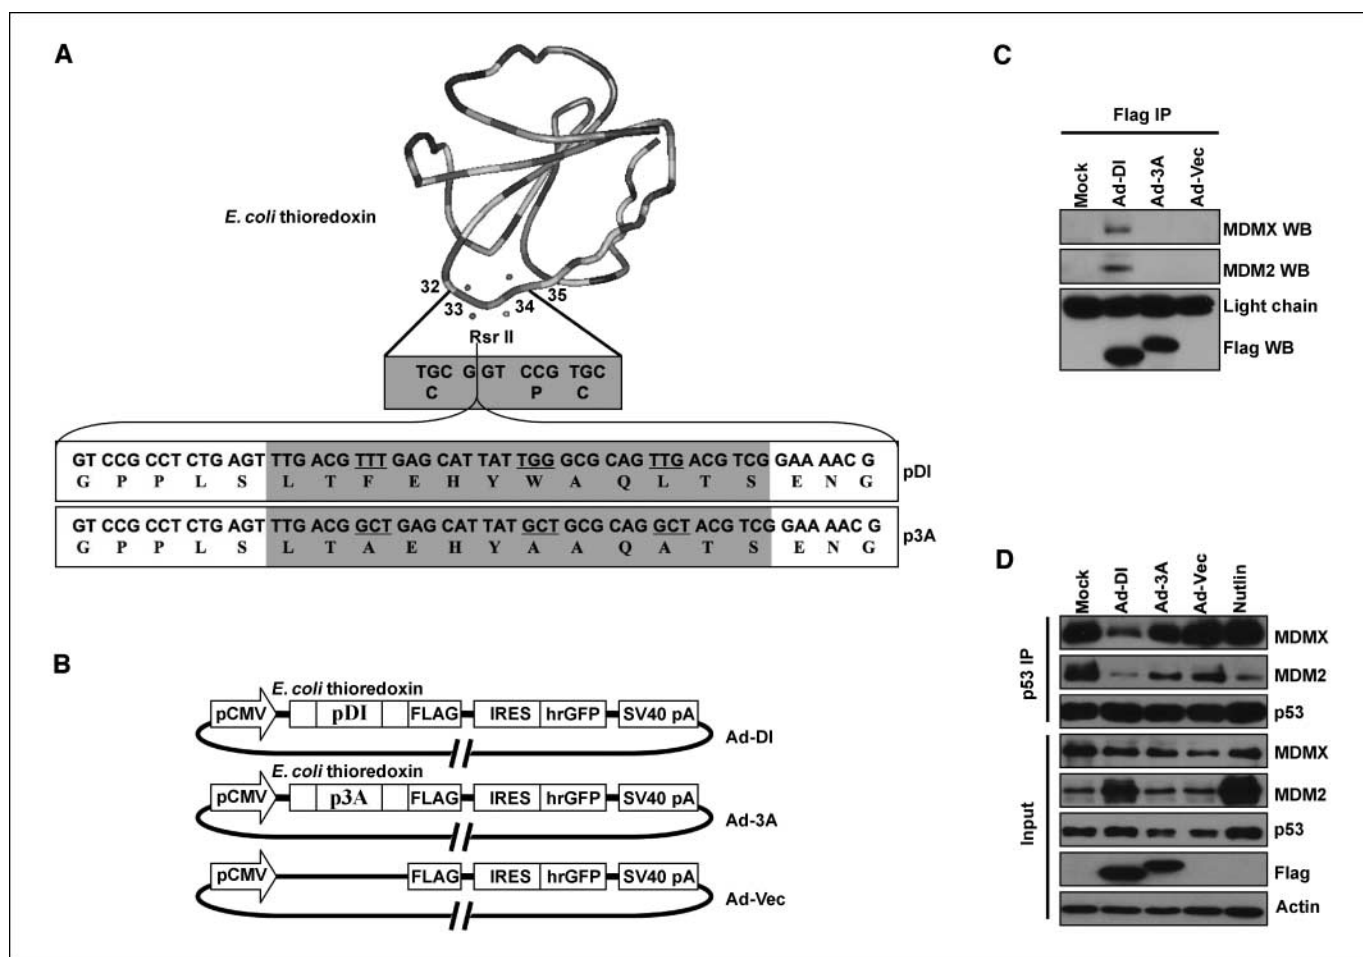 A
E. coli thioredoxin
32
33
34
35
Rsr II
TGC G GT CCG TGC
C P C
GT CCG CCT CTG AGT TTG ACG TTT GAG CAT TAT TGG GCG CAG TTG ACG TCG GAA AAC G
G P P L S L T F E H Y W A Q L T S E N G
pDI
GT CCG CCT CTG AGT TTG ACG GCT GAG CAT TAT GCT GCG CAG GCT ACG TCG GAA AAC G
G P P L S L T A E H Y A A Q A T S E N G
p3A
B
E. coli thioredoxin
pCMV pDI FLAG IRES hrGFP SV40 pA
Ad-DI
E. coli thioredoxin
pCMV p3A FLAG IRES hrGFP SV40 pA
Ad-3A
pCMV FLAG IRES hrGFP SV40 pA
Ad-Vec
C
Flag IP
Mock Ad-DI Ad-3A Ad-Vec
MDMX WB
MDM2 WB
Light chain
Flag WB
D
Mock Ad-DI Ad-3A Ad-Vec Nutlin
p53 IP
MDMX
MDM2
p53
Input
MDMX
MDM2
p53
Flag
Actin